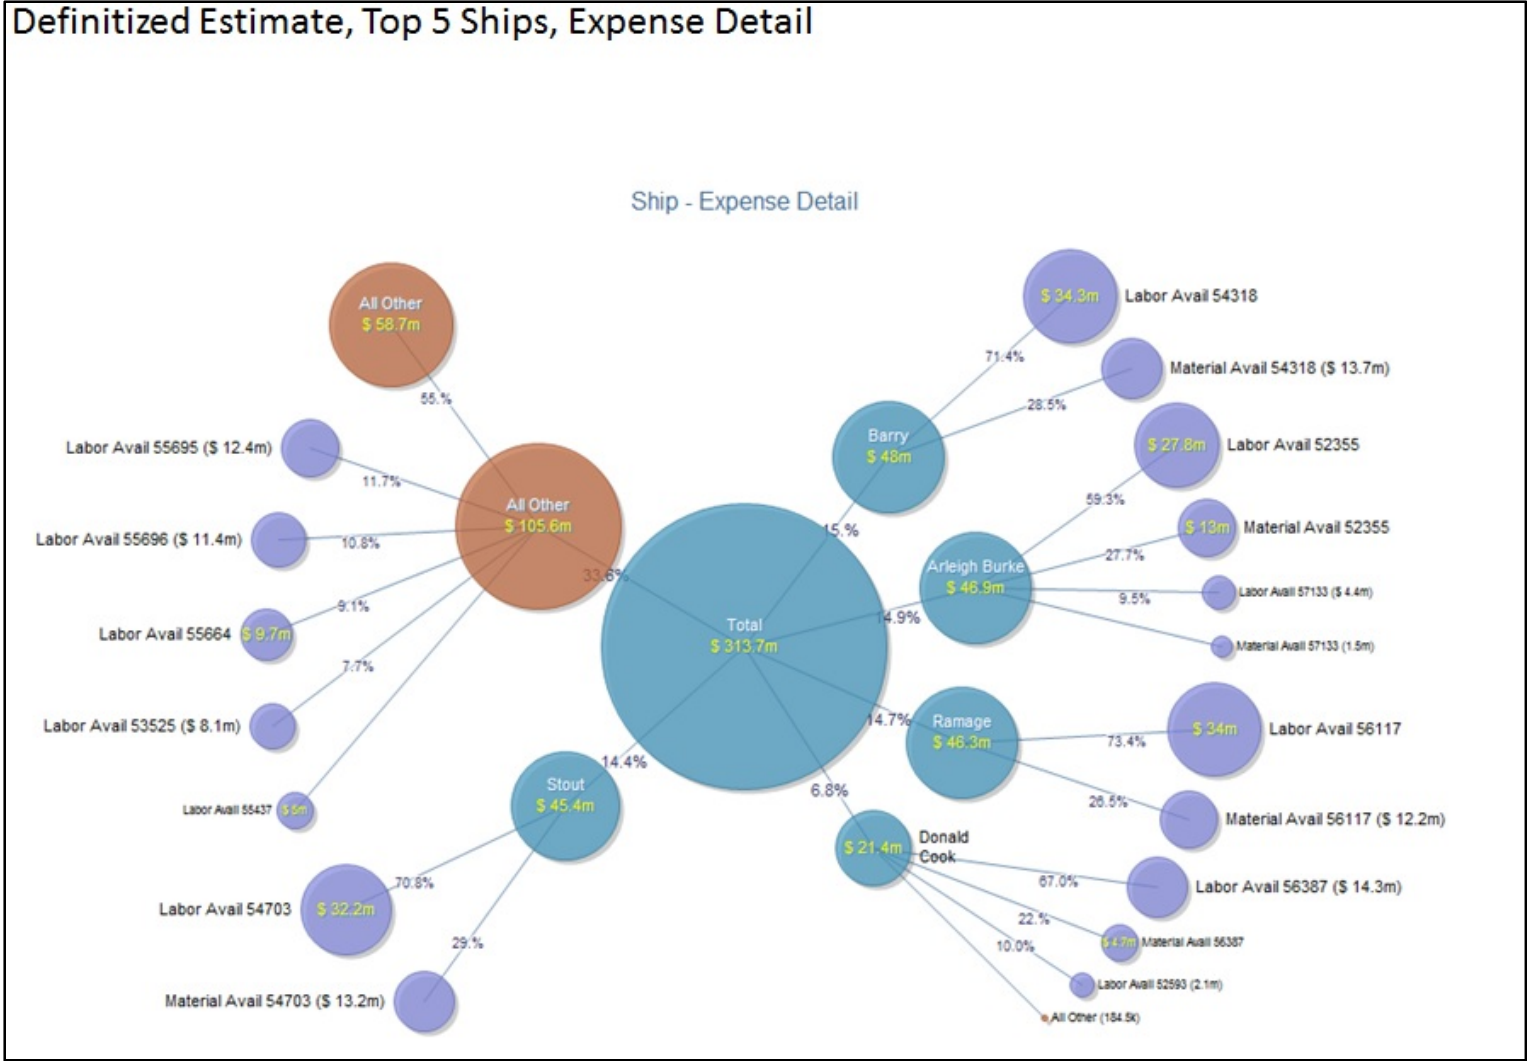 Definitized Estimate, Top 5 Ships, Expense Detail
Ship - Expense Detail
All Other
$ 58.7m
55.%
Labor Avail 55695 ($ 12.4m)
11.7%
Labor Avail 55696 ($ 11.4m)
10.8%
Labor Avail 55664
$ 9.7m
9.1%
Labor Avail 53525 ($ 8.1m)
7.7%
Labor Avail 55437
$ 5m
All Other
$ 105.6m
33.6%
Total
$ 313.7m
Stout
$ 45.4m
14.4%
Labor Avail 54703
$ 32.2m
70.8%
Material Avail 54703 ($ 13.2m)
29.%
Barry
$ 48m
15.%
$ 34.3m
Labor Avail 54318
71.4%
Material Avail 54318 ($ 13.7m)
28.5%
Arleigh Burke
$ 46.9m
14.9%
$ 27.8m
Labor Avail 52355
59.3%
$ 13m
Material Avail 52355
27.7%
Labor Avail 57133 ($ 4.4m)
9.5%
Material Avail 57133 (1.5m)
Ramage
$ 46.3m
14.7%
$ 34m
Labor Avail 56117
73.4%
Material Avail 56117 ($ 12.2m)
26.5%
Donald
Cook
$ 21.4m
6.8%
Labor Avail 56387 ($ 14.3m)
67.0%
$ 4.7m
Material Avail 56387
22.%
Labor Avail 52593 (2.1m)
10.0%
All Other (184.5k)